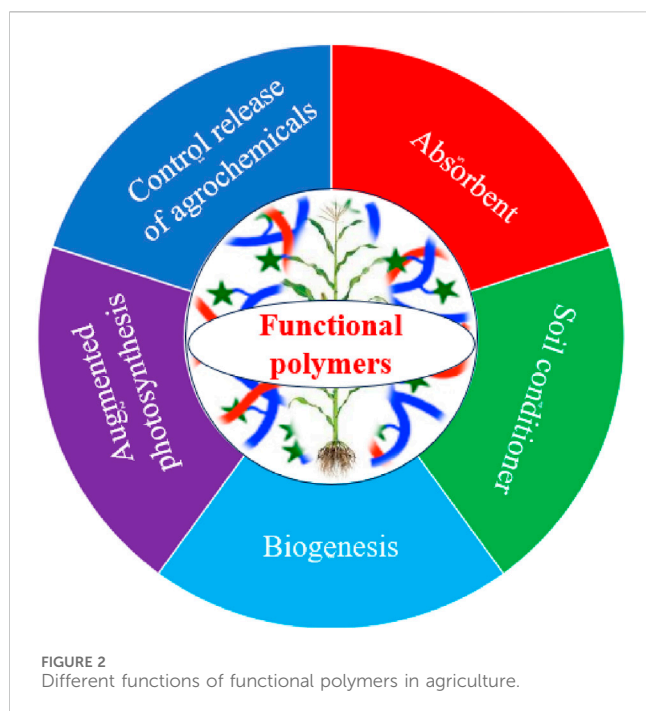 Control release
of agrochemicals
Absorbent
Augmented
photosynthesis
Functional
polymers
Soil conditioner
Biogenesis
FIGURE 2
Different functions of functional polymers in agriculture.